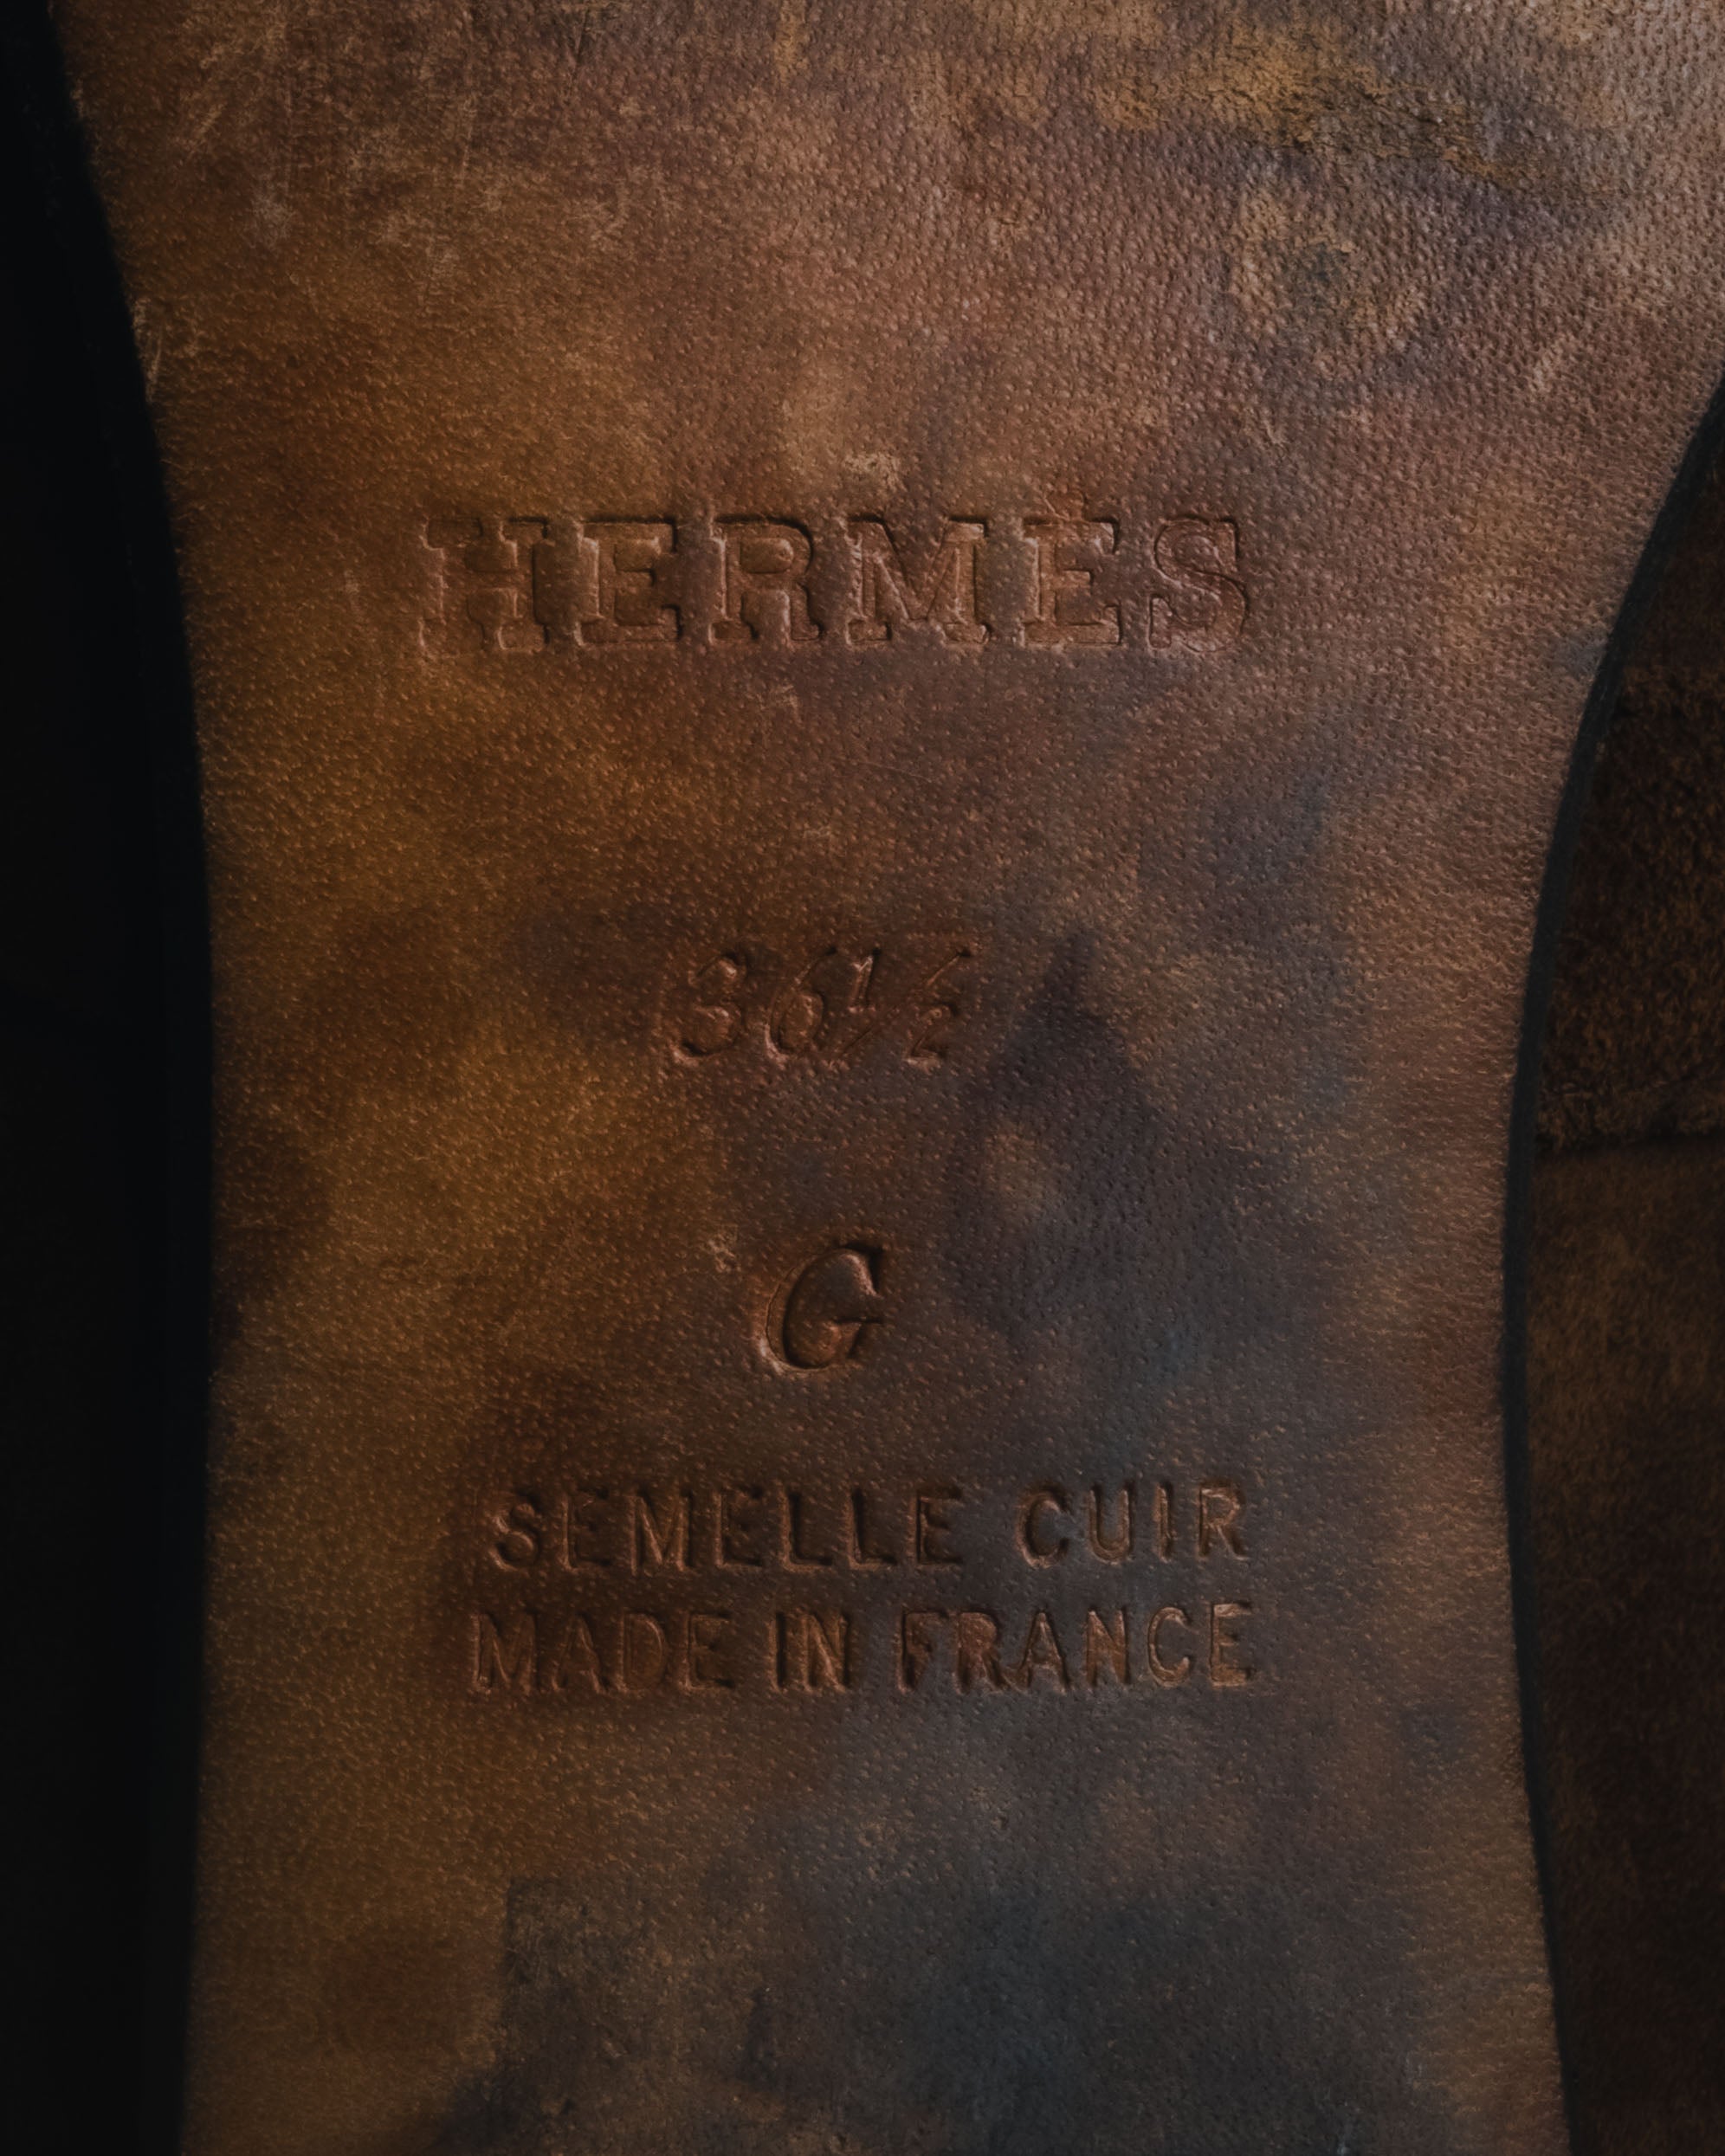 HERMES
36½
G
SEMELLE CUIR
MADE IN FRANCE